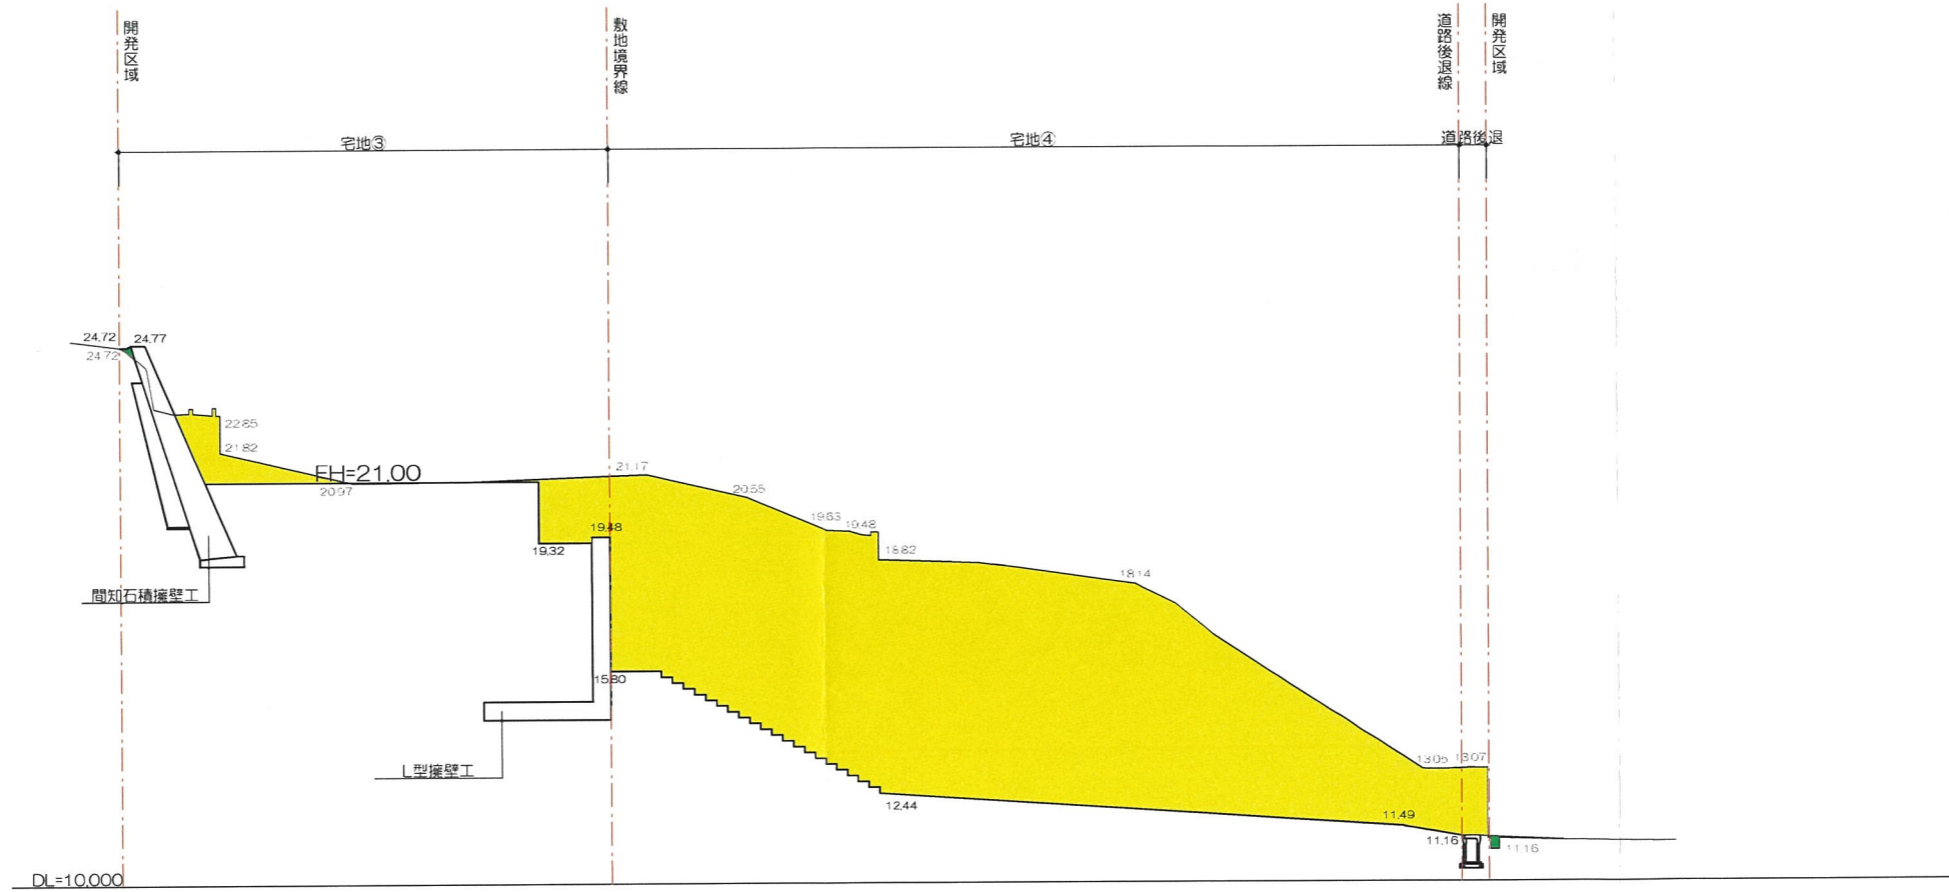 開発区域
敷地境界線
道路後退線
開発区域
宅地③
宅地④
道路後退
24.72
24.77
24.72
22.85
21.82
FH=21.00
20.97
21.17
20.55
19.63
19.48
18.82
18.14
19.48
19.32
間知石積擁壁工
15.80
L型擁壁工
13.05
13.07
12.44
11.49
11.16
11.16
DL=10,000